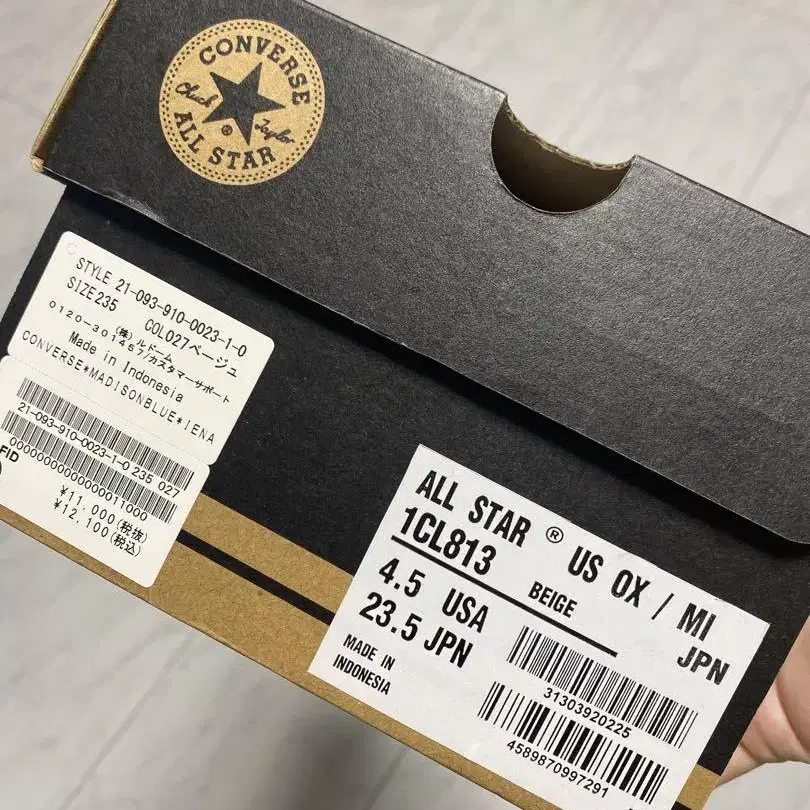 CONVERSE
Chuck Taylor
®
ALL STAR
STYLE 21-093-910-0023-1-0
SIZE235 COL027ベージュ
(株)ルドーム
0120-301457/カスタマーサポート
Made in Indonesia
CONVERSE*MADISONBLUE*IENA
21-093-910-0023-1-0 235 027
0000000000000011000
¥11,000(税抜)
¥12,100(税込)
ALL STAR ® US OX / MI
1CL813 BEIGE JPN
4.5 USA
23.5 JPN
MADE IN
INDONESIA
31303920225
4589870997291